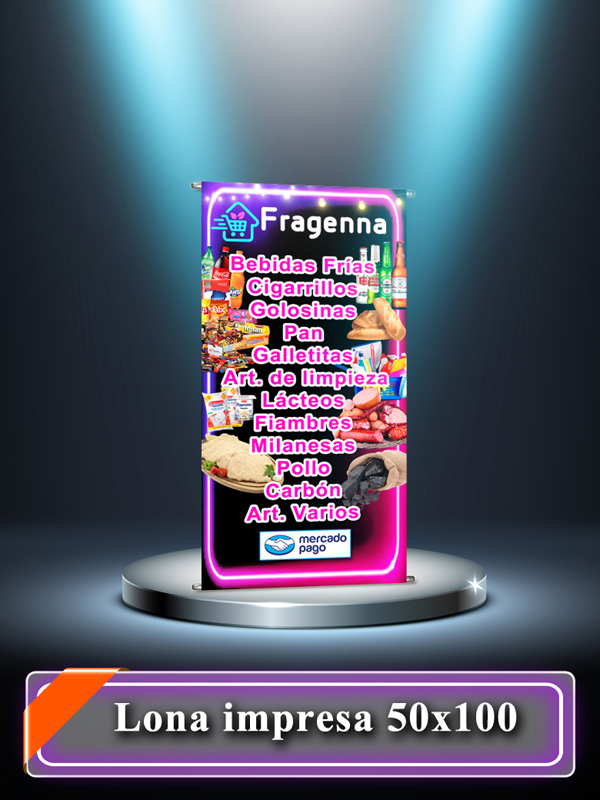 Fragenna
Bebidas Frías
Cigarrillos
Golosinas
Pan
Galletitas
Art. de limpieza
Lácteos
Fiambres
Milanesas
Pollo
Carbón
Art. Varios
mercado
pago
Lona impresa 50x100